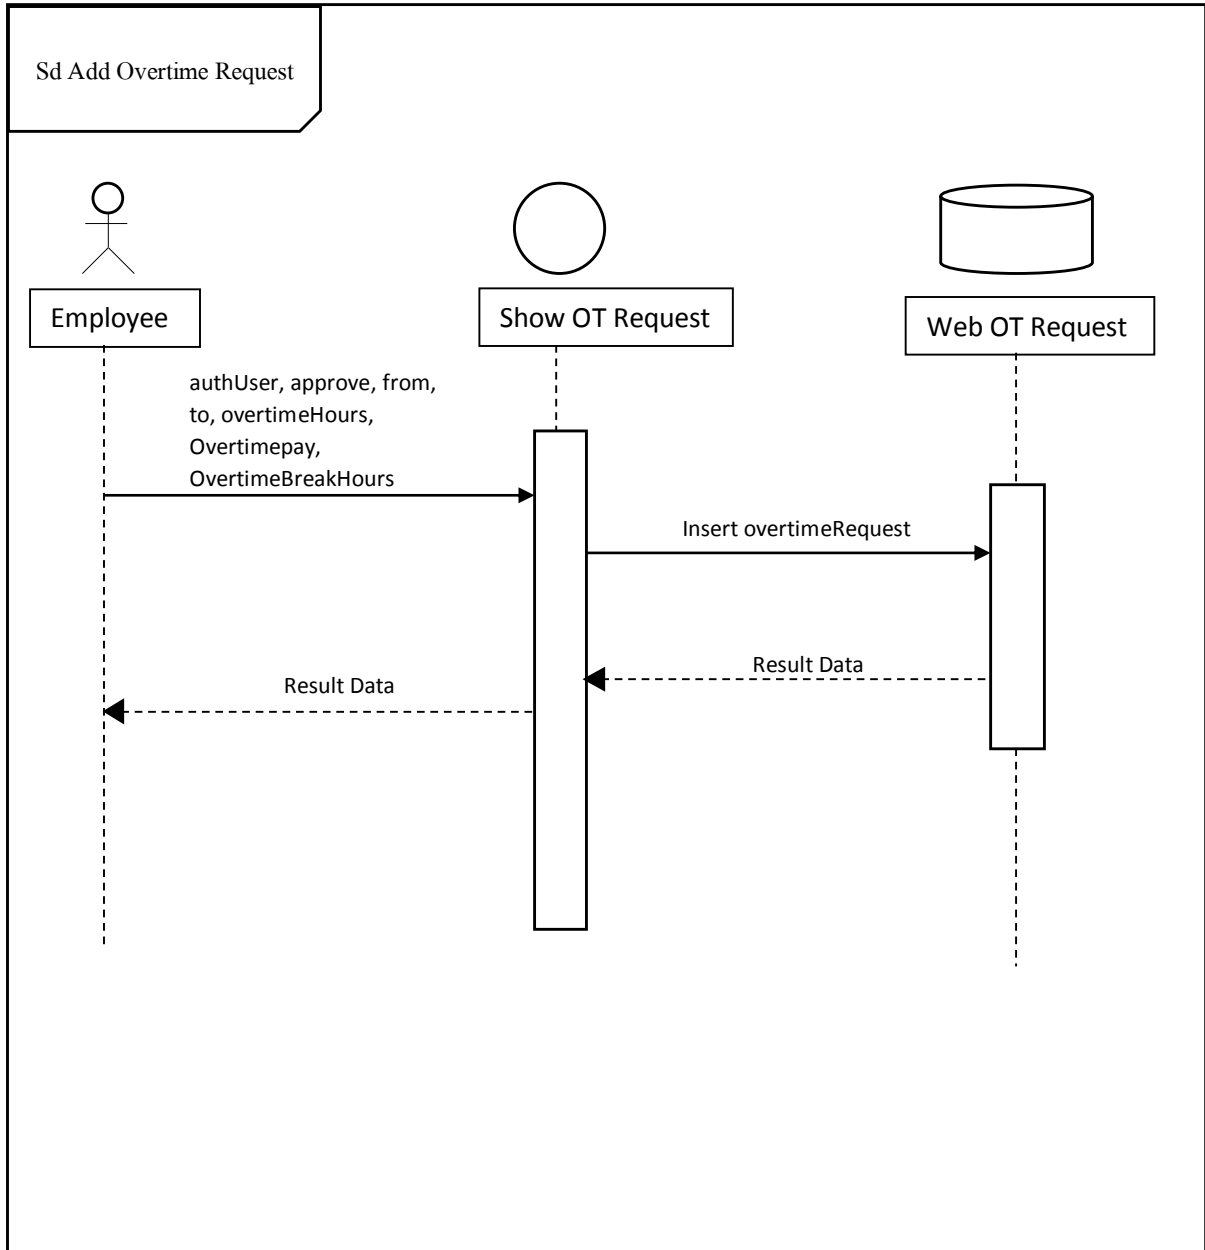 Sd Add Overtime Request
Employee
Show OT Request
Web OT Request
authUser, approve, from,
to, overtimeHours,
Overtimepay,
OvertimeBreakHours
Insert overtimeRequest
Result Data
Result Data